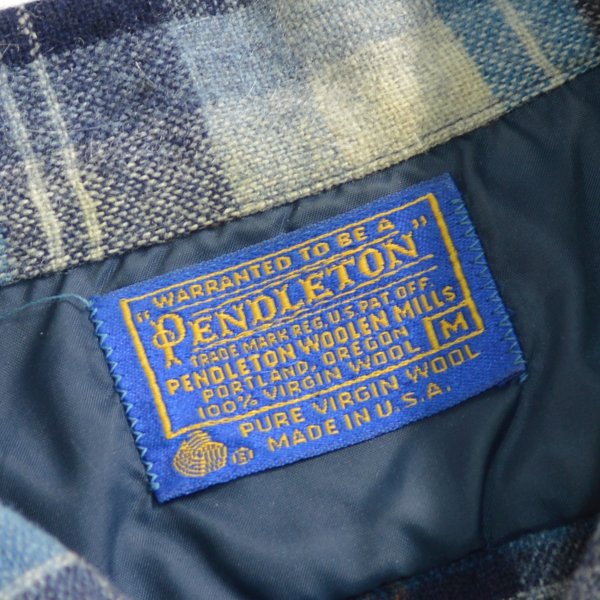 "WARRANTED TO BE A
PENDLETON"
TRADE MARK REG. U.S. PAT. OFF.
PENDLETON WOOLEN MILLS
PORTLAND, OREGON
100% VIRGIN WOOL M
PURE VIRGIN WOOL
MADE IN U.S.A.